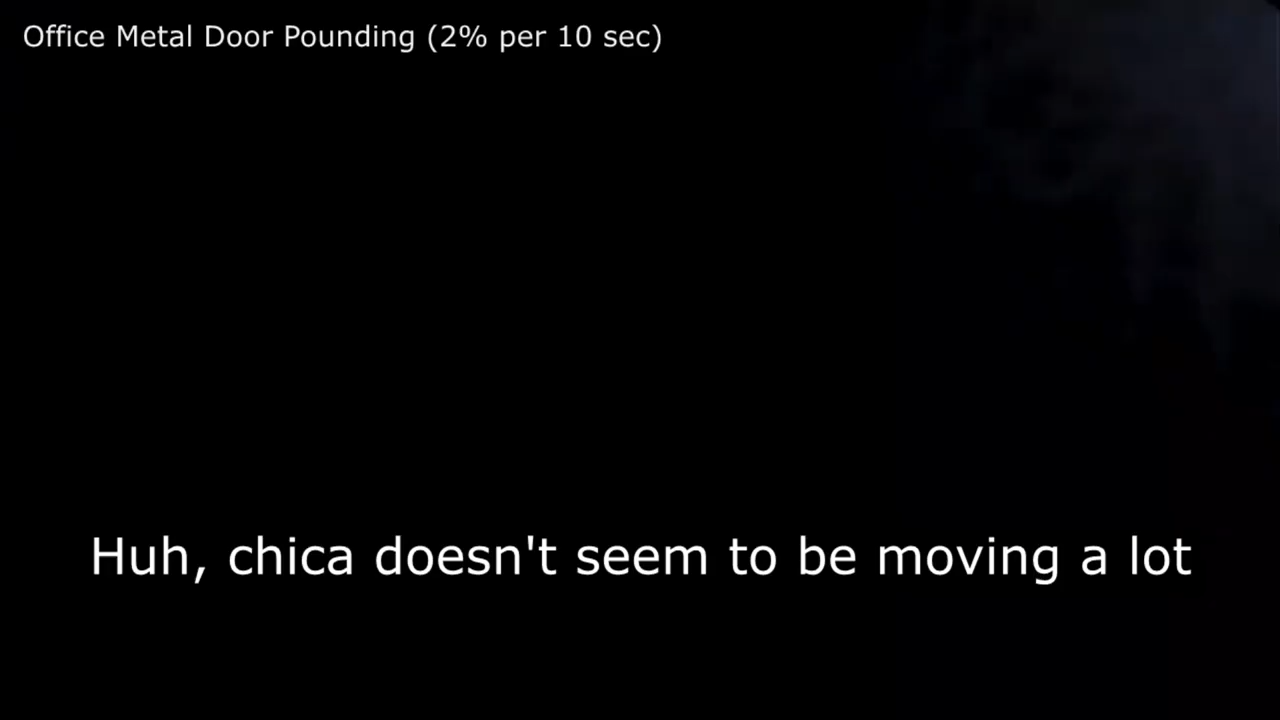 Office Metal Door Pounding (2% per 10 sec)
Huh, chica doesn't seem to be moving a lot